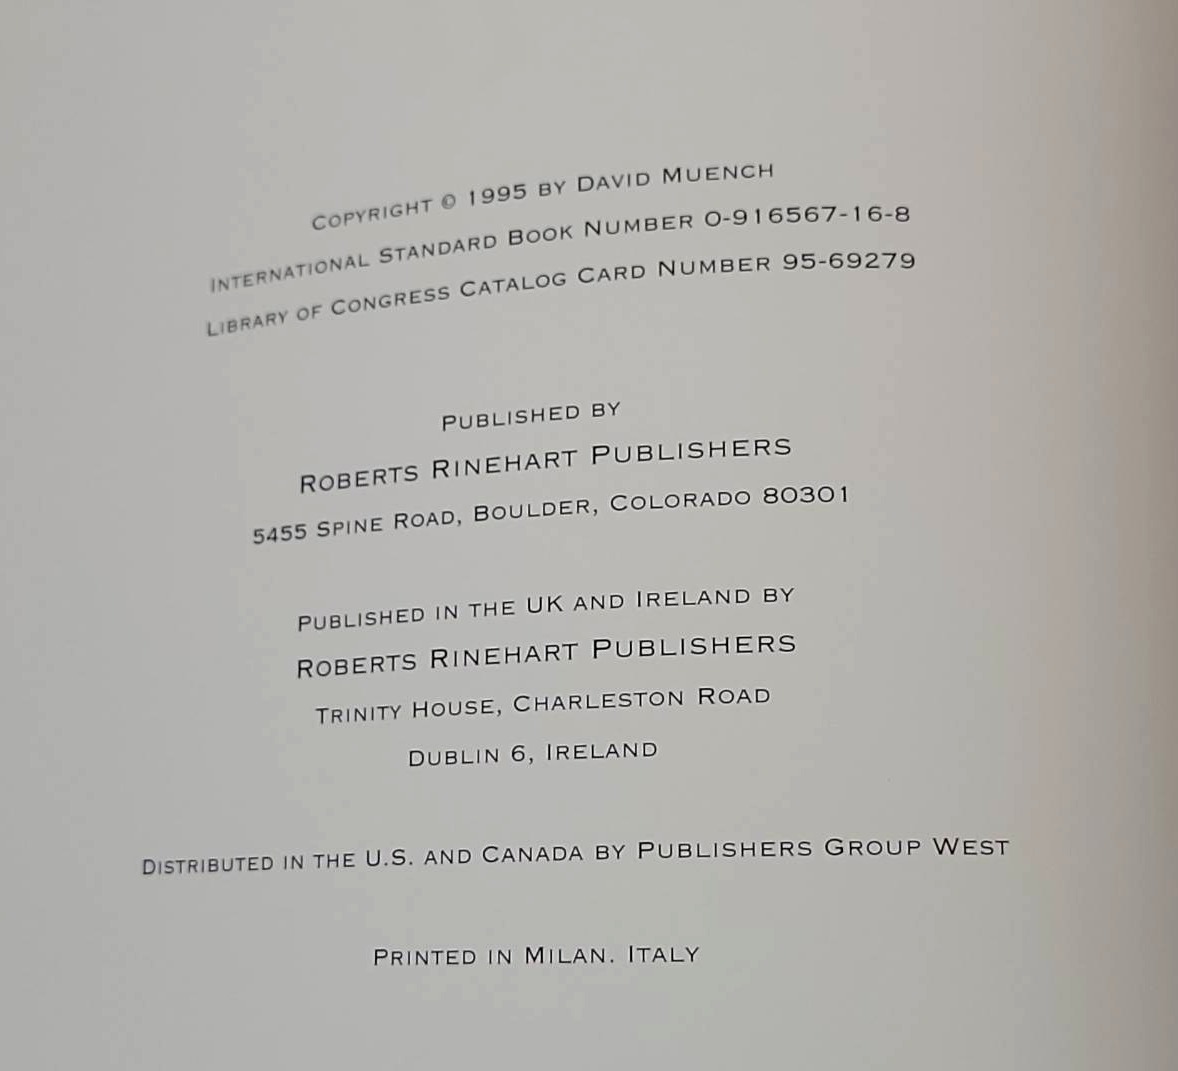 Copyright © 1995 by David Muench
International Standard Book Number 0-916567-16-8
Library of Congress Catalog Card Number 95-69279
Published by
Roberts Rinehart Publishers
5455 Spine Road, Boulder, Colorado 80301
Published in the UK and Ireland by
Roberts Rinehart Publishers
Trinity House, Charleston Road
Dublin 6, Ireland
Distributed in the U.S. and Canada by Publishers Group West
Printed in Milan. Italy